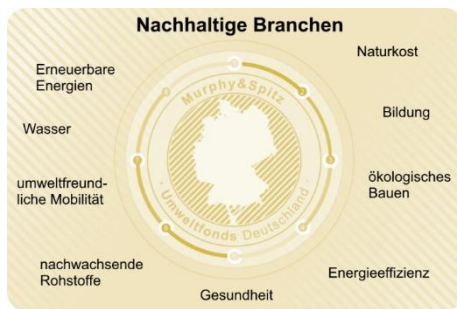 Nachhaltige Branchen
Naturkost
Erneuerbare
Energien
Bildung
Wasser
ökologisches
Bauen
umweltfreund-
liche Mobilität
nachwachsende
Rohstoffe
Energieeffizienz
Gesundheit
Murphy&Spitz
· Umweltfonds Deutschland ·